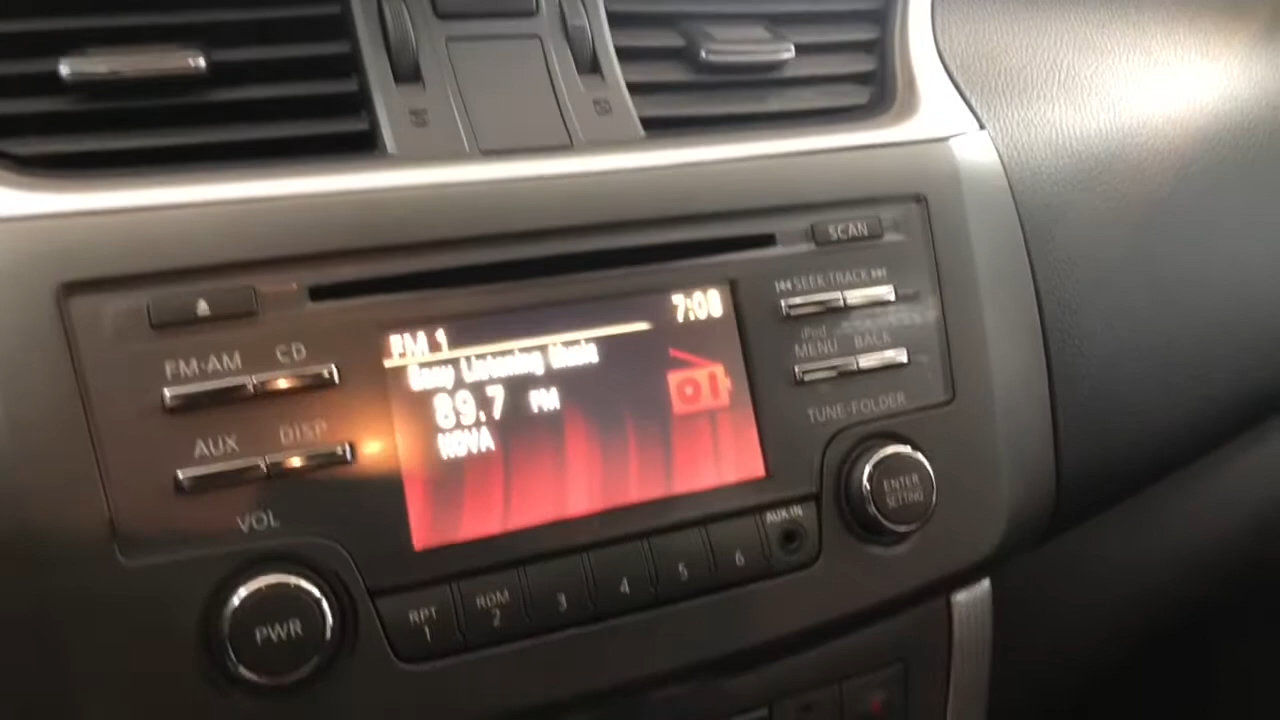 SCAN
SEEK·TRACK
FM·AM
CD
FM 1
7:08
Easy Listening Music
89.7 FM
NOVA
iPod
MENU
BACK
AUX
DISP
TUNE·FOLDER
VOL
ENTER
SETTING
AUX IN
PWR
RPT
1
RDM
2
3
4
5
6